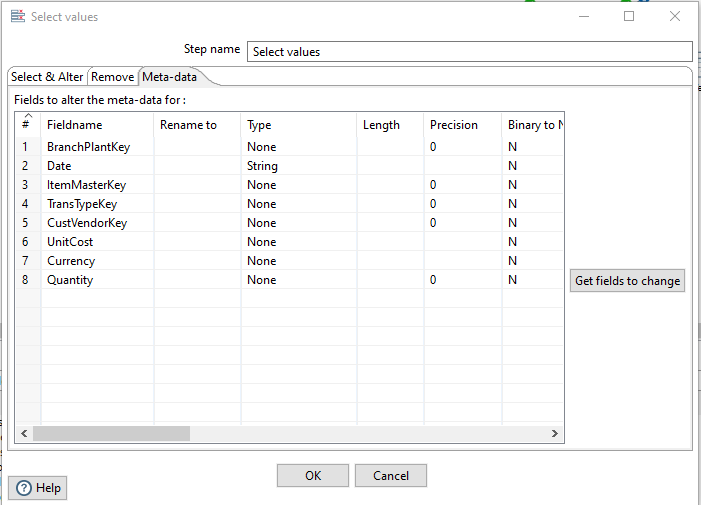 Select values
Step name Select values
Select & Alter Remove Meta-data
Fields to alter the meta-data for :
# Fieldname Rename to Type Length Precision Binary to N
1 BranchPlantKey None 0 N
2 Date String N
3 ItemMasterKey None 0 N
4 TransTypeKey None 0 N
5 CustVendorKey None 0 N
6 UnitCost None N
7 Currency None N
8 Quantity None 0 N
Get fields to change
OK Cancel
Help